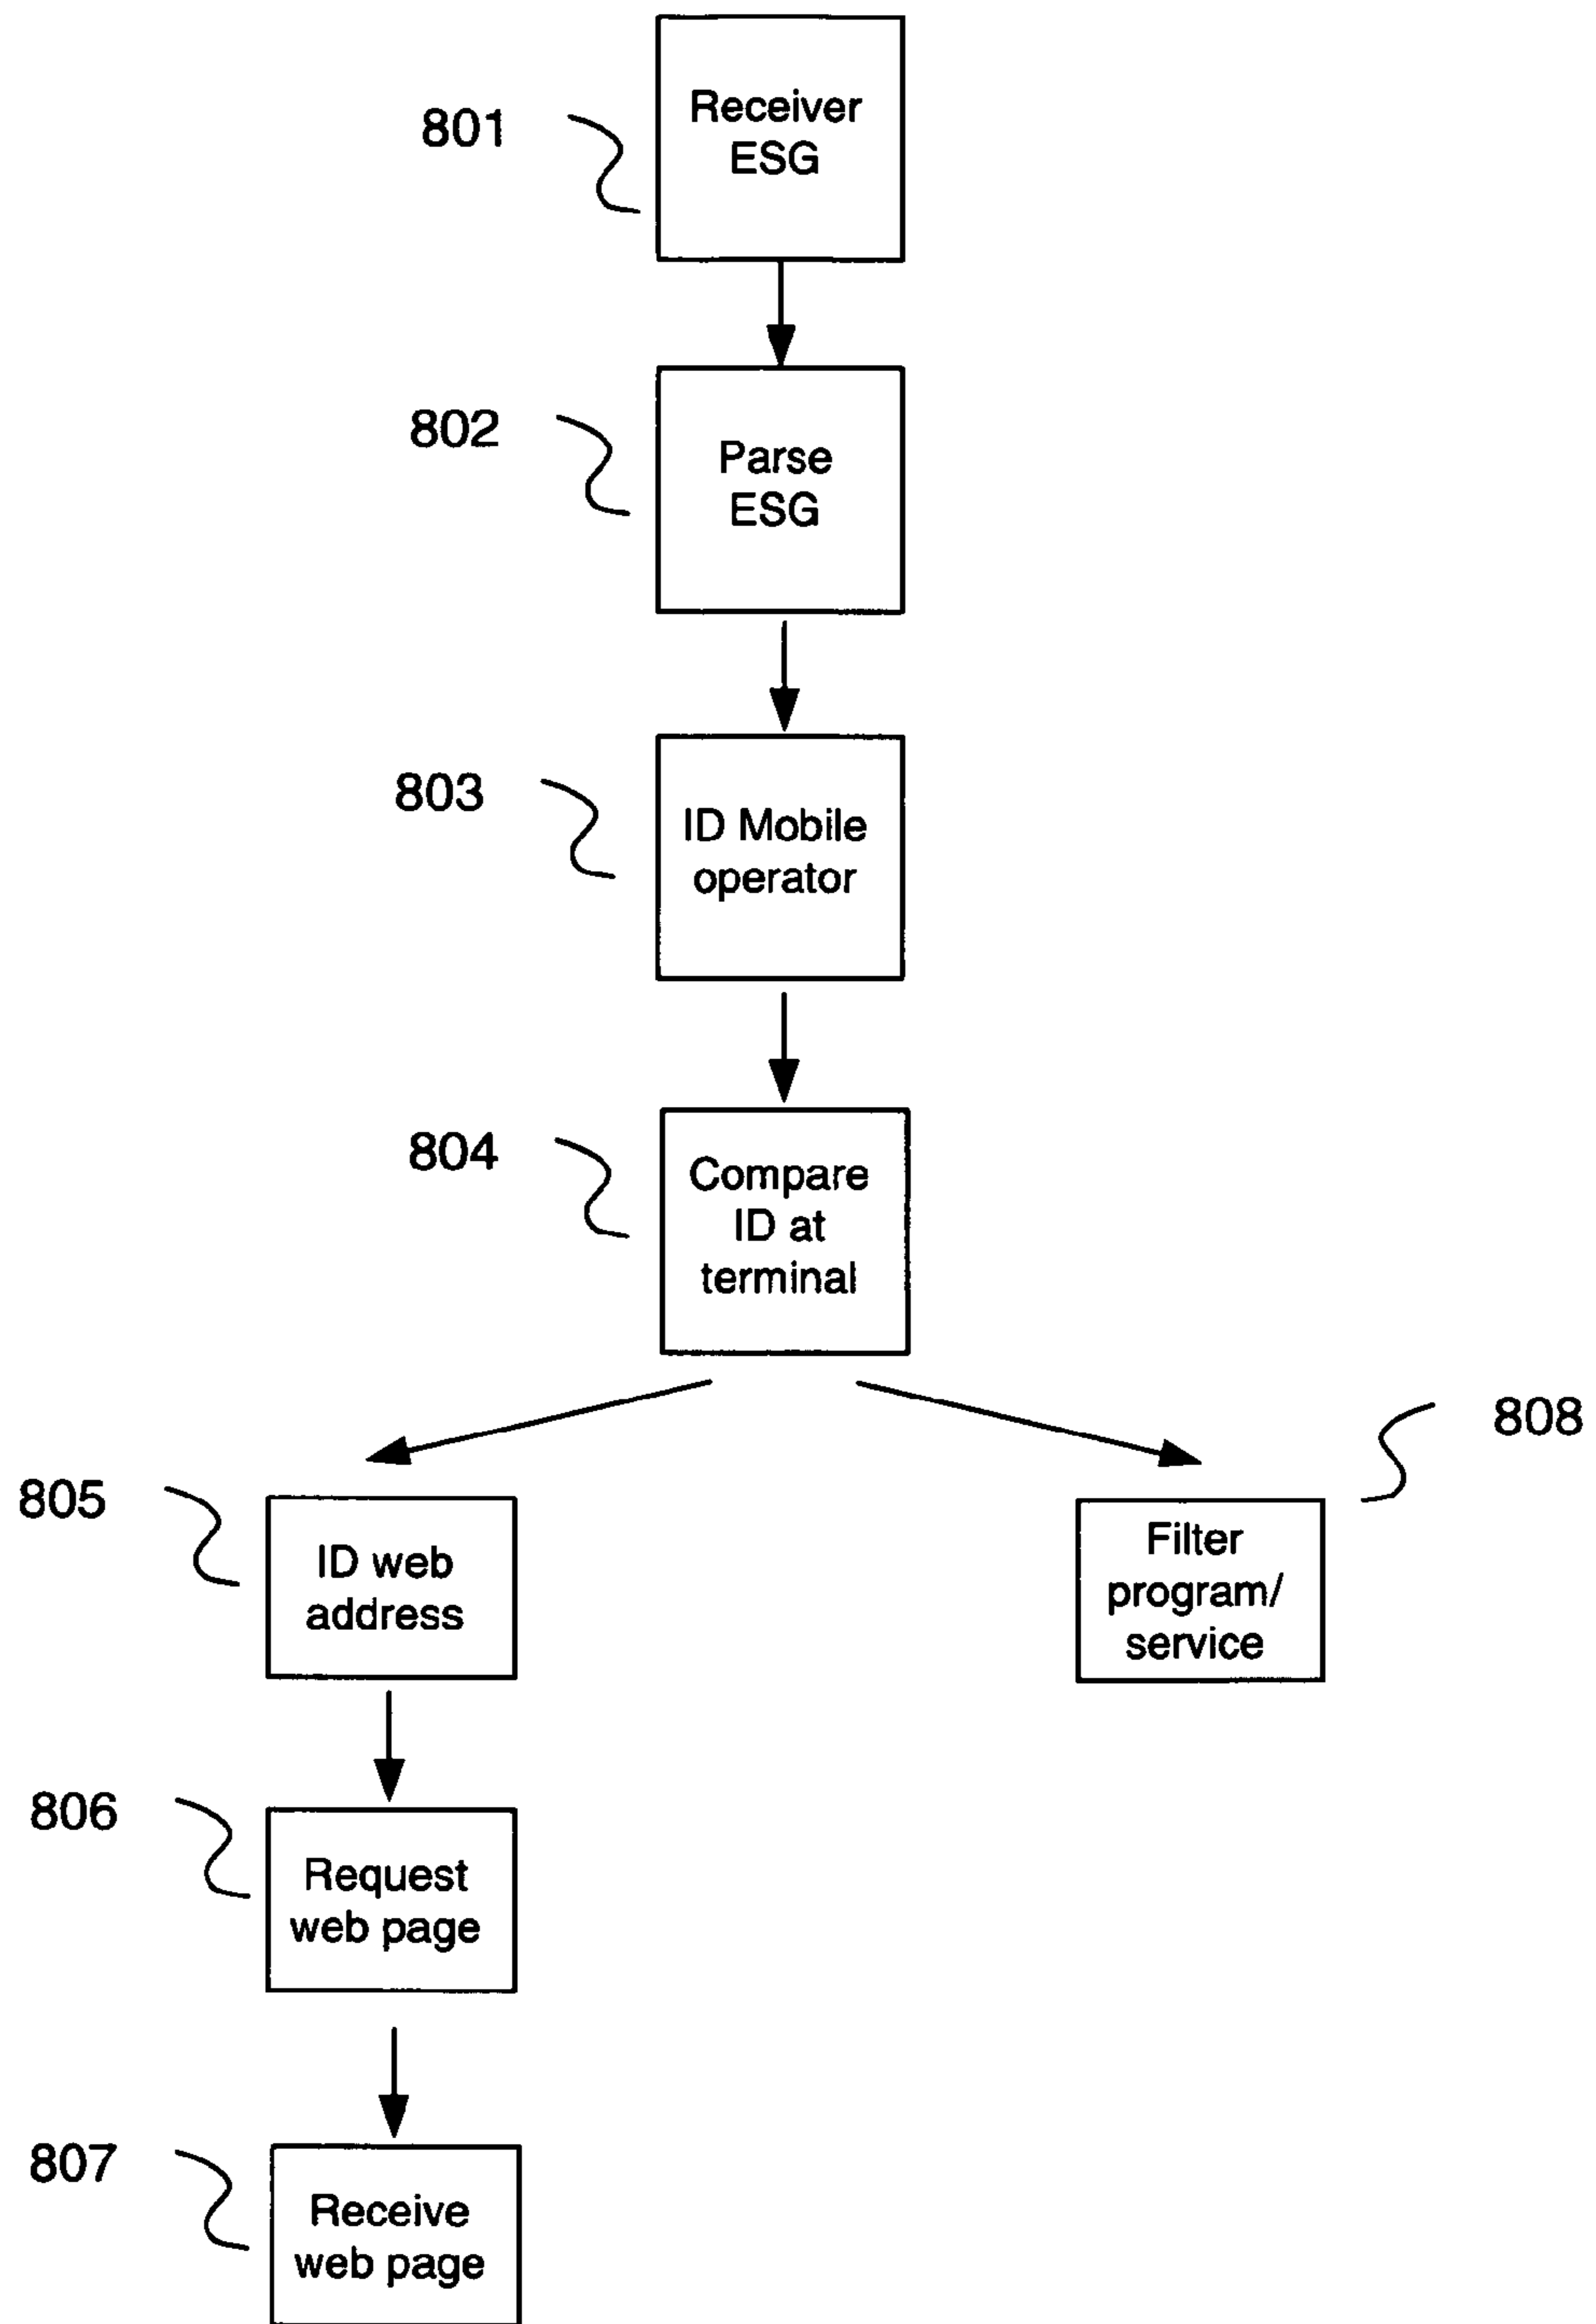 801
Receiver
ESG
802
Parse
ESG
803
ID Mobile
operator
804
Compare
ID at
terminal
805
ID web
address
808
Filter
program/
service
806
Request
web page
807
Receive
web page